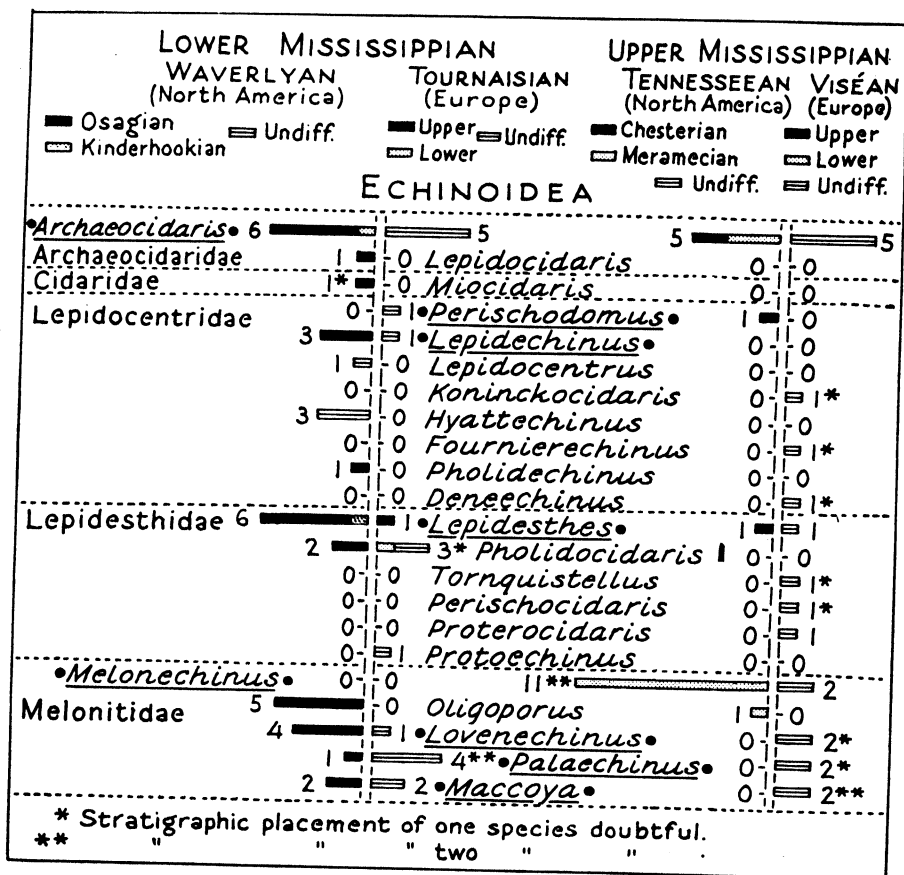 LOWER MISSISSIPPIAN UPPER MISSISSIPPIAN
WAVERLYAN TOURNAISIAN TENNESSEEAN VISÉAN
(North America) (Europe) (North America) (Europe)
Osagian Undiff. Upper Undiff. Chesterian Upper
Kinderhookian Lower Meramecian Lower
Undiff. Undiff.
ECHINOIDEA
•Archaeocidaris• 6 5 5 5
Archaeocidaridae 1 0 Lepidocidaris 0 0
Cidaridae 1* 0 Miocidaris 0 0
Lepidocentridae 0 1 •Perischodomus• 1 0
3 1 •Lepidechinus• 0 0
1 0 Lepidocentrus 0 0
0 0 Koninckocidaris 0 1*
3 0 Hyattechinus 0 0
0 0 Fournierechinus 0 1*
1 0 Pholidechinus 0 0
0 0 Deneechinus 0 1*
Lepidesthidae 6 1 •Lepidesthes• 1 1
2 3* Pholidocidaris 1 0 0
0 0 Tornquistellus 0 1*
0 0 Perischocidaris 0 1*
0 0 Proterocidaris 0 1
0 1 Protoechinus 0 0
•Melonechinus• 0 0 11** 2
Melonitidae 5 0 Oligoporus 1 0
4 1 •Lovenechinus• 0 2*
1 4** •Palaechinus• 0 2*
2 2 •Maccoya• 0 2**
* Stratigraphic placement of one species doubtful.
** " " " two " " .